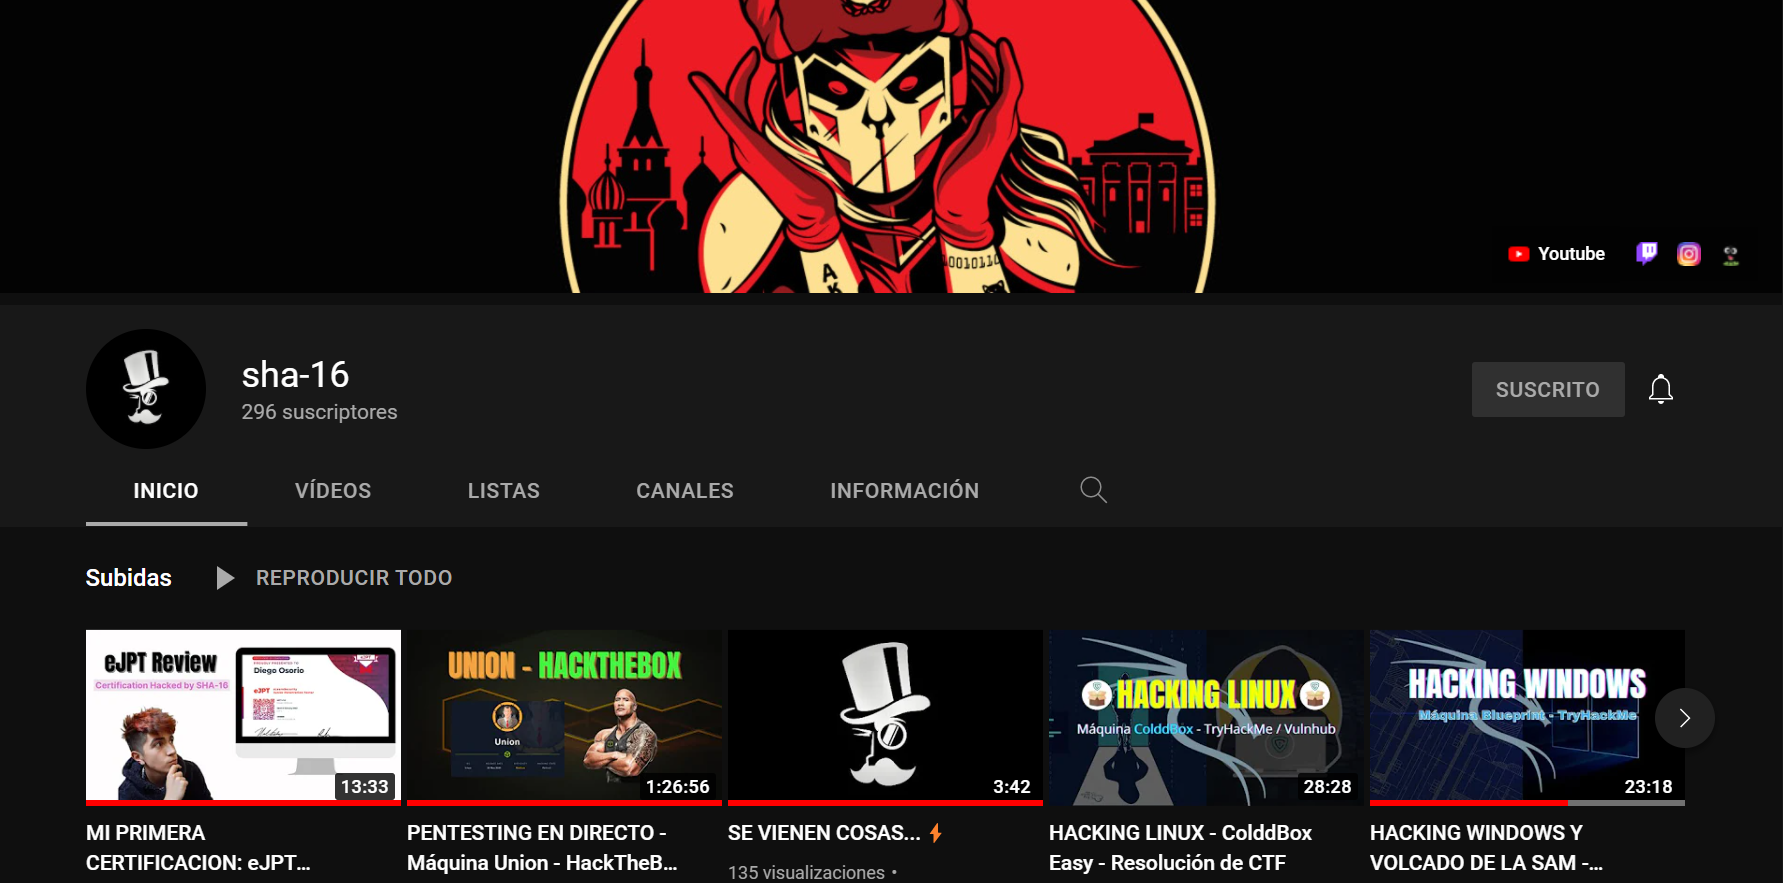 AK
0010110
Youtube
sha-16
296 suscriptores
SUSCRITO
INICIO
VÍDEOS
LISTAS
CANALES
INFORMACIÓN
Subidas
REPRODUCIR TODO
eJPT Review
Certification Hacked by SHA-16
Diego Osorio
eJPT
13:33
UNION - HACKTHEBOX
Union
1:26:56
3:42
HACKING LINUX
Máquina ColddBox - TryHackMe / Vulnhub
28:28
HACKING WINDOWS
Máquina Blueprint - TryHackMe
23:18
MI PRIMERA
CERTIFICACION: eJPT...
PENTESTING EN DIRECTO -
Máquina Union - HackTheB...
SE VIENEN COSAS...
135 visualizaciones •
HACKING LINUX - ColddBox
Easy - Resolución de CTF
HACKING WINDOWS Y
VOLCADO DE LA SAM -...